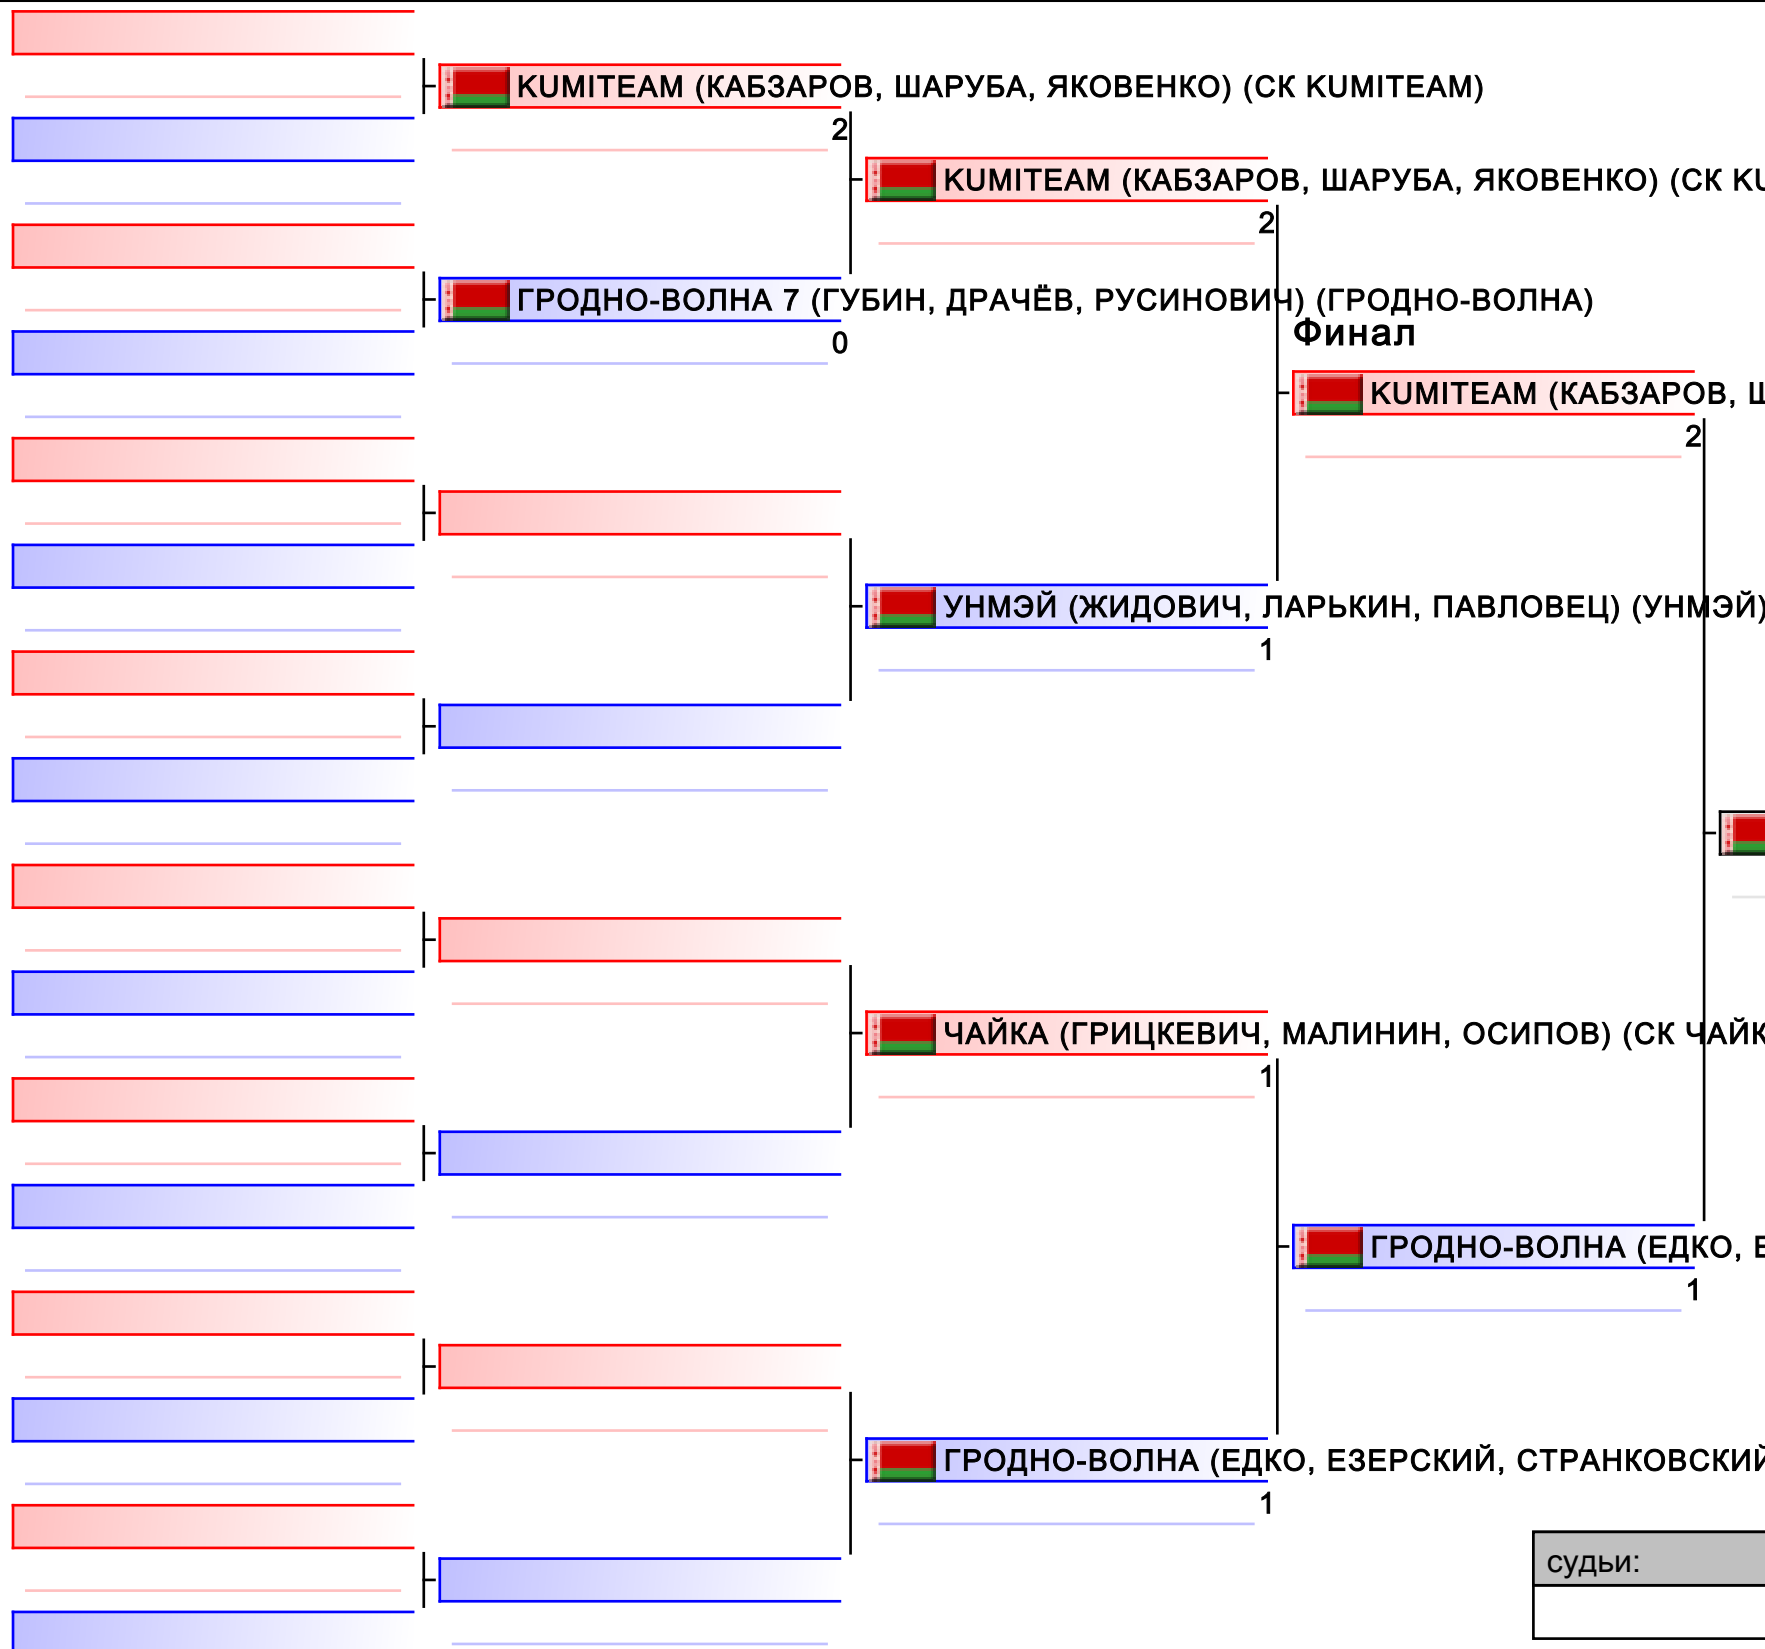 KUMITEAM (КАБЗАРОВ, ШАРУБА, ЯКОВЕНКО) (СК KUMITEAM)
2
KUMITEAM (КАБЗАРОВ, ШАРУБА, ЯКОВЕНКО) (СК KU
2
ГРОДНО-ВОЛНА 7 (ГУБИН, ДРАЧЁВ, РУСИНОВИЧ) (ГРОДНО-ВОЛНА)
0
Финал
KUMITEAM (КАБЗАРОВ, Ш
2
УНМЭЙ (ЖИДОВИЧ, ЛАРЬКИН, ПАВЛОВЕЦ) (УНМЭЙ)
1
ЧАЙКА (ГРИЦКЕВИЧ, МАЛИНИН, ОСИПОВ) (СК ЧАЙК
1
ГРОДНО-ВОЛНА (ЕДКО, Е
1
ГРОДНО-ВОЛНА (ЕДКО, ЕЗЕРСКИЙ, СТРАНКОВСКИЙ
1
судьи: